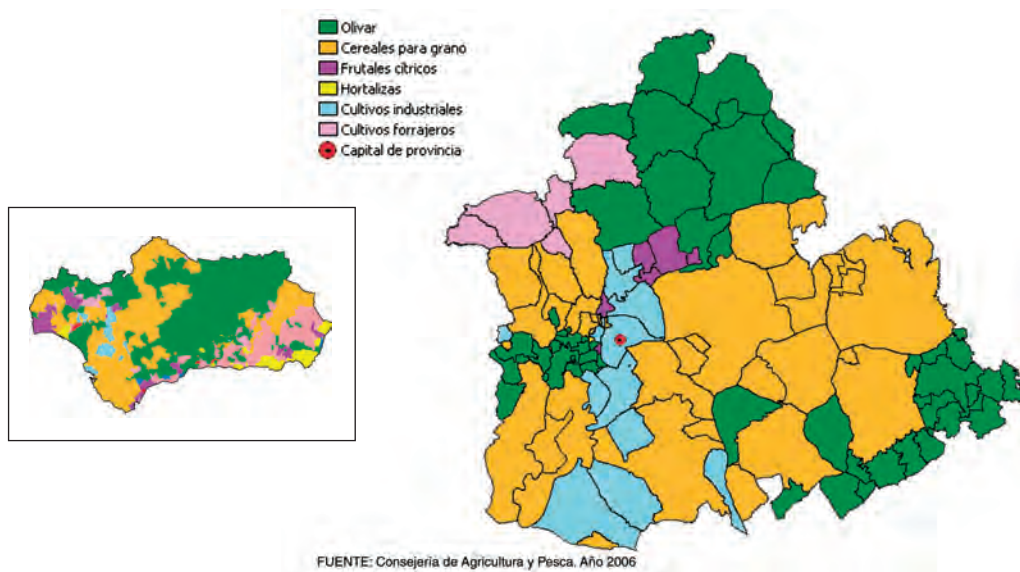 Olivar
Cereales para grano
Frutales cítricos
Hortalizas
Cultivos industriales
Cultivos forrajeros
Capital de provincia
FUENTE: Consejería de Agricultura y Pesca. Año 2006